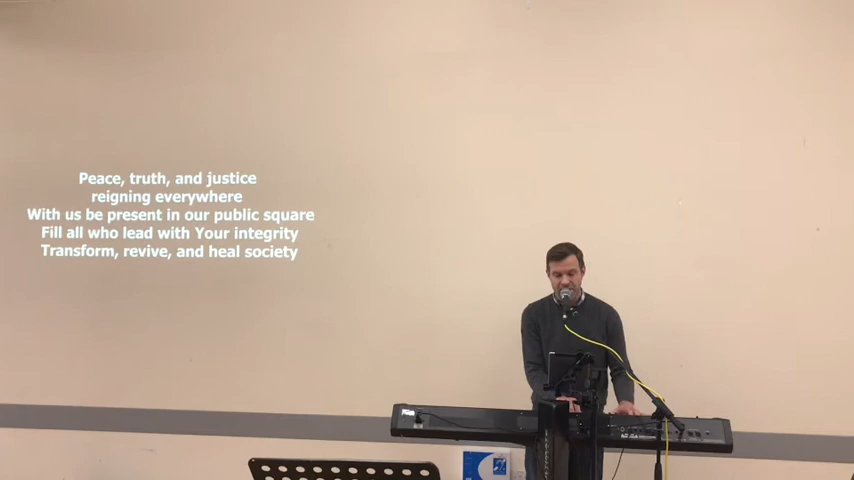 Peace, truth, and justice
reigning everywhere
With us be present in our public square
Fill all who lead with Your integrity
Transform, revive, and heal society